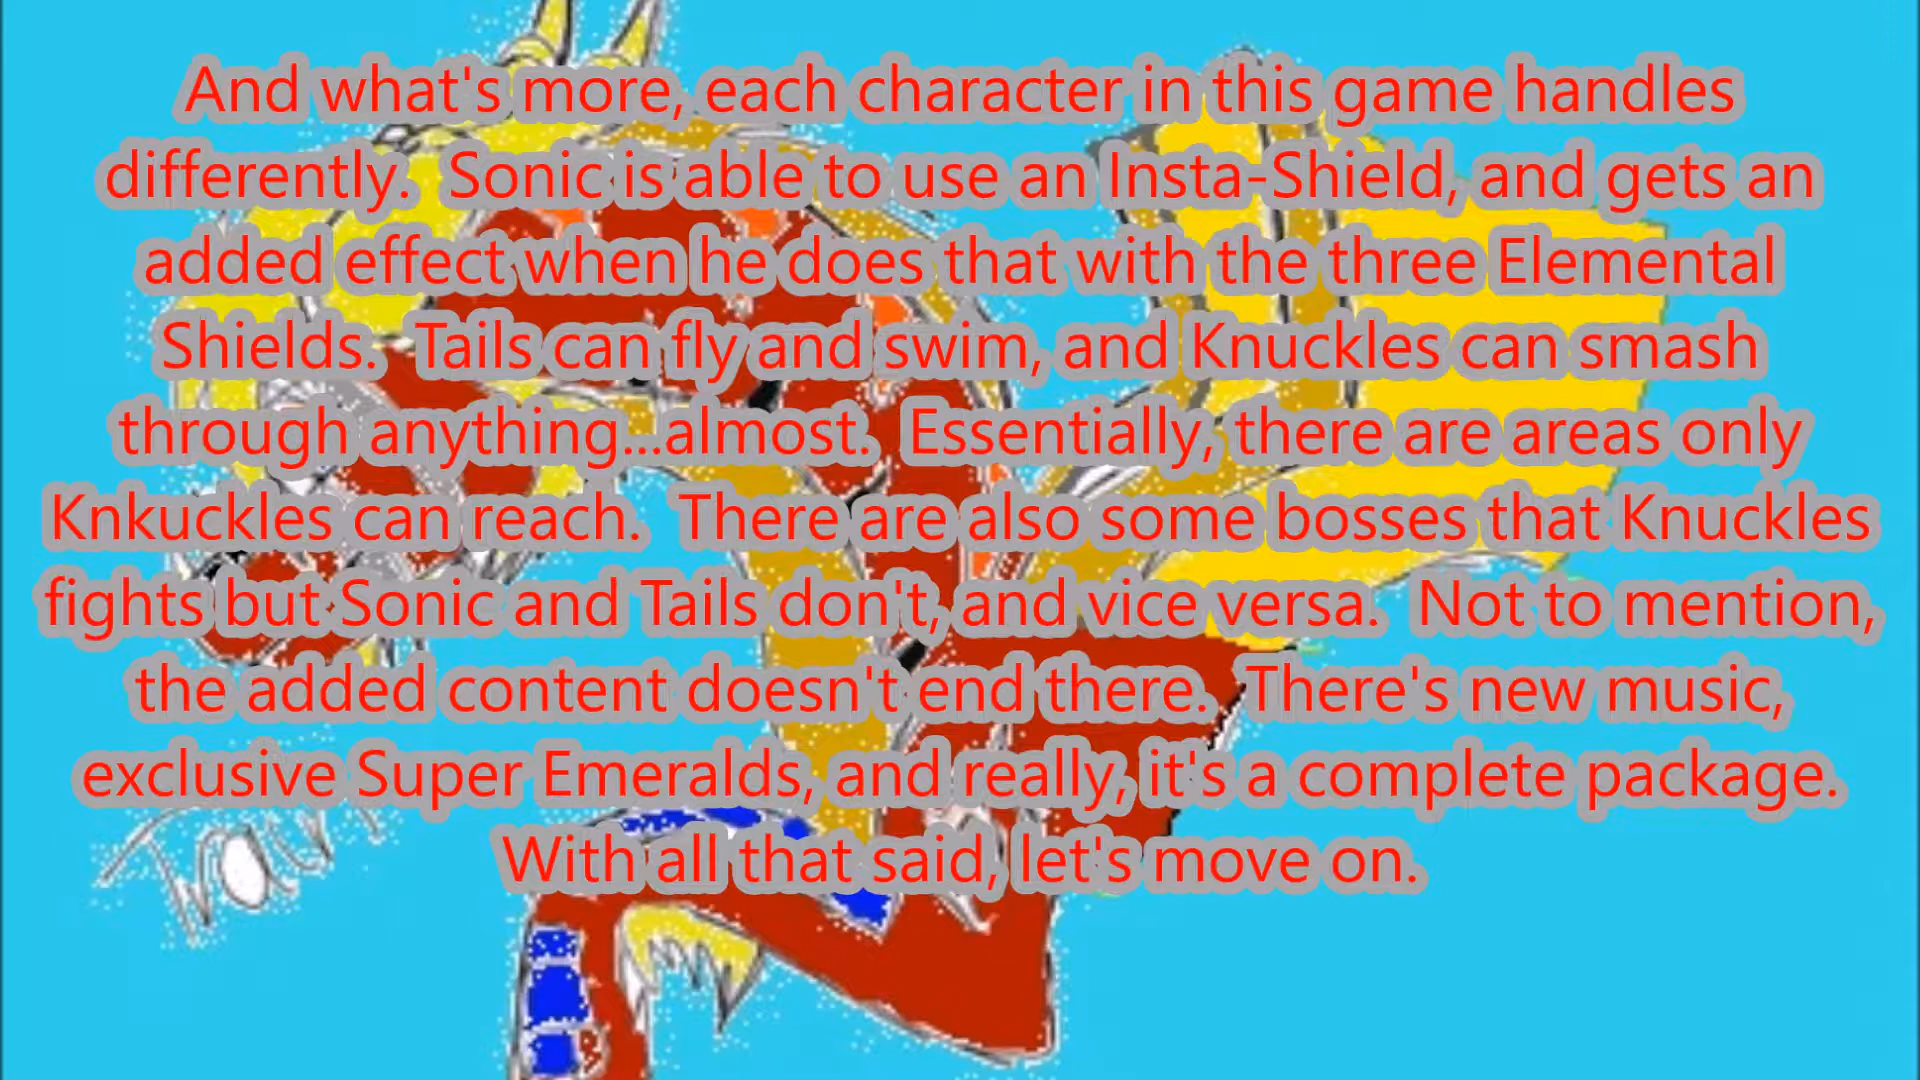 And what's more, each character in this game handles
differently.  Sonic is able to use an Insta-Shield, and gets an
added effect when he does that with the three Elemental
Shields.  Tails can fly and swim, and Knuckles can smash
through anything...almost.  Essentially, there are areas only
Knkuckles can reach.  There are also some bosses that Knuckles
fights but Sonic and Tails don't, and vice versa.  Not to mention,
the added content doesn't end there.  There's new music,
exclusive Super Emeralds, and really, it's a complete package.
With all that said, let's move on.